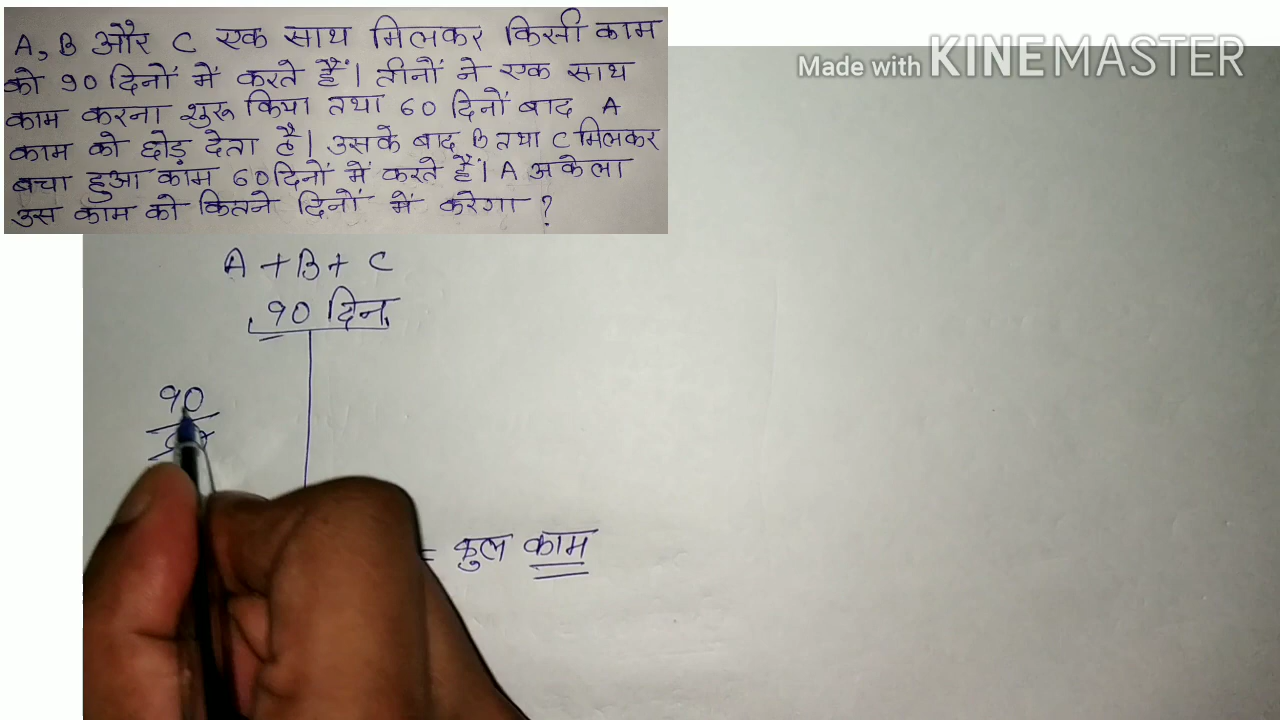 A, B और C एक साथ मिलकर किसी काम
को 90 दिनों में करते हैं। तीनों ने एक साथ
काम करना शुरू किया तथा 60 दिनों बाद A
काम को छोड़ देता है। उसके बाद B तथा C मिलकर
बचा हुआ काम 60 दिनों में करते हैं। A अकेला
उस काम को कितने दिनों में करेगा ?
Made with KINEMASTER
A + B + C
90 दिन
90
= कुल काम